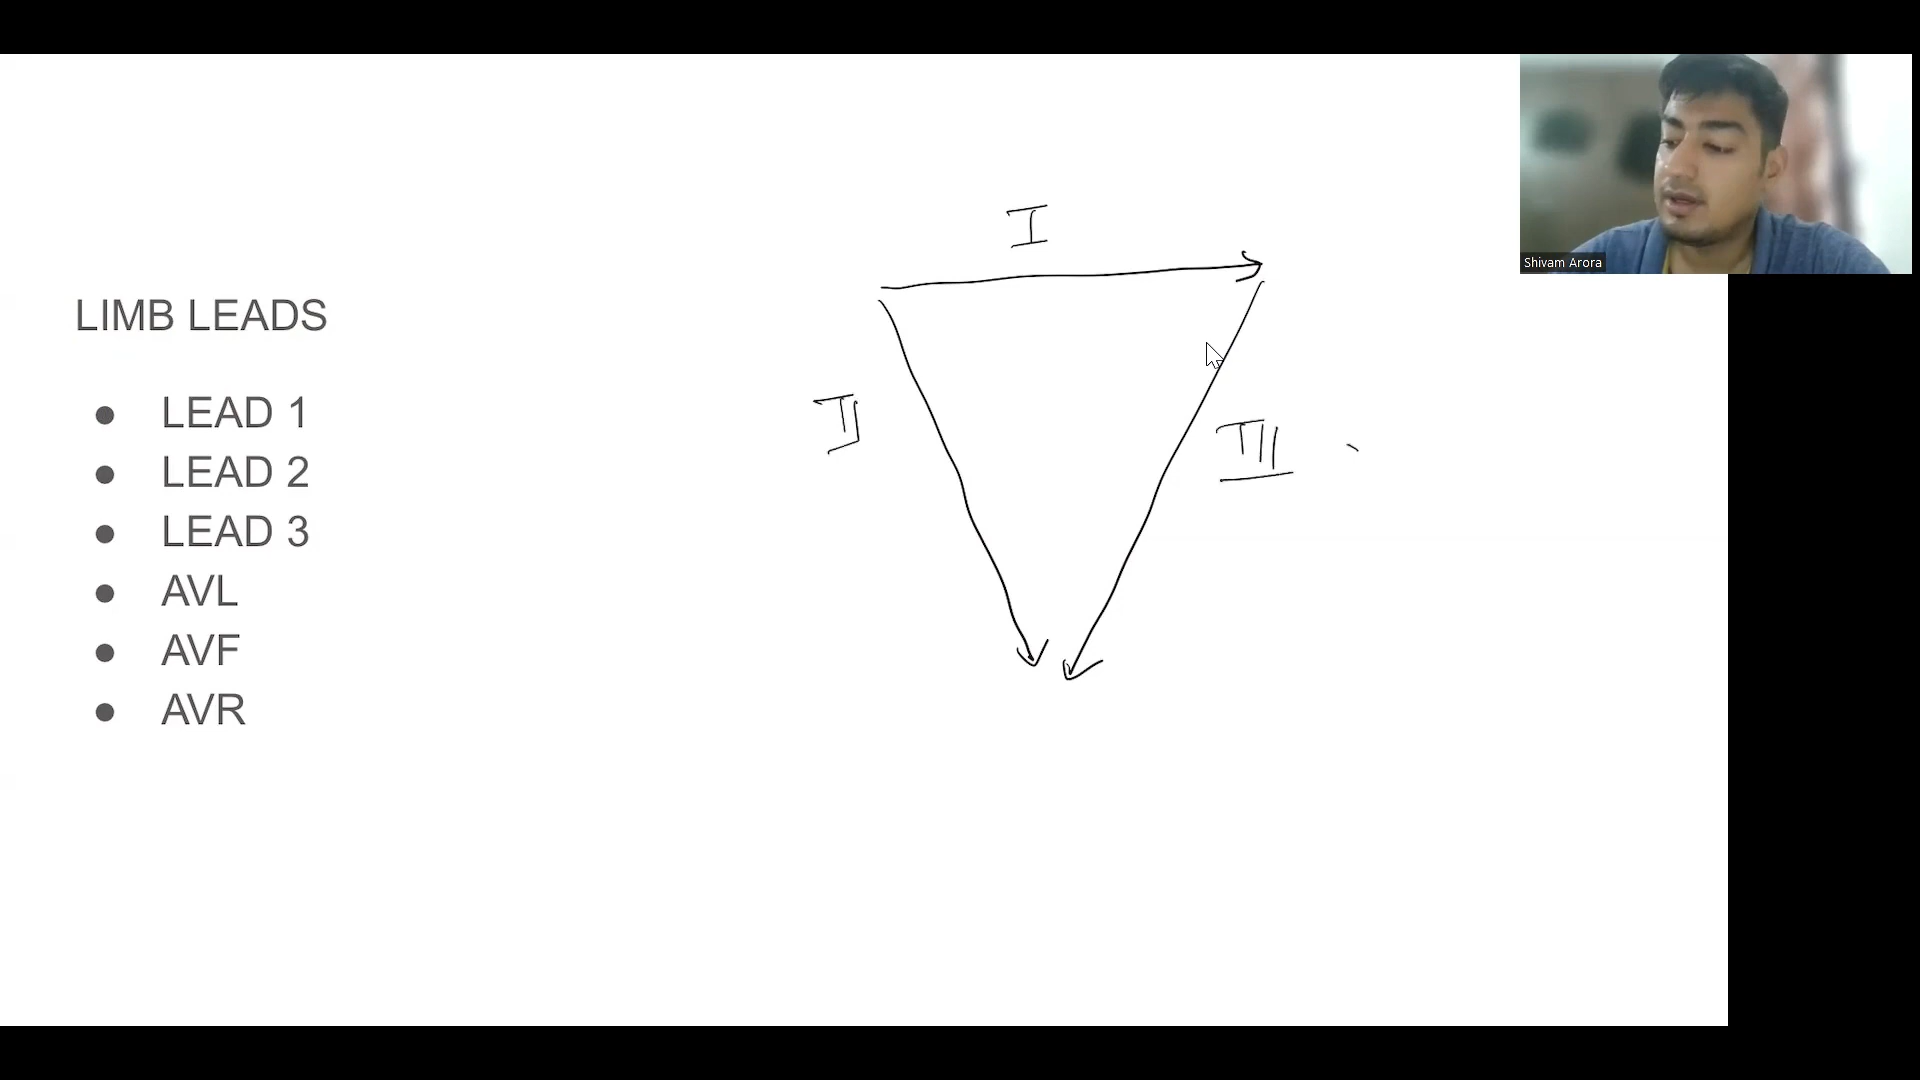 LIMB LEADS
● LEAD 1
● LEAD 2
● LEAD 3
● AVL
● AVF
● AVR
I
II
III
Shivam Arora